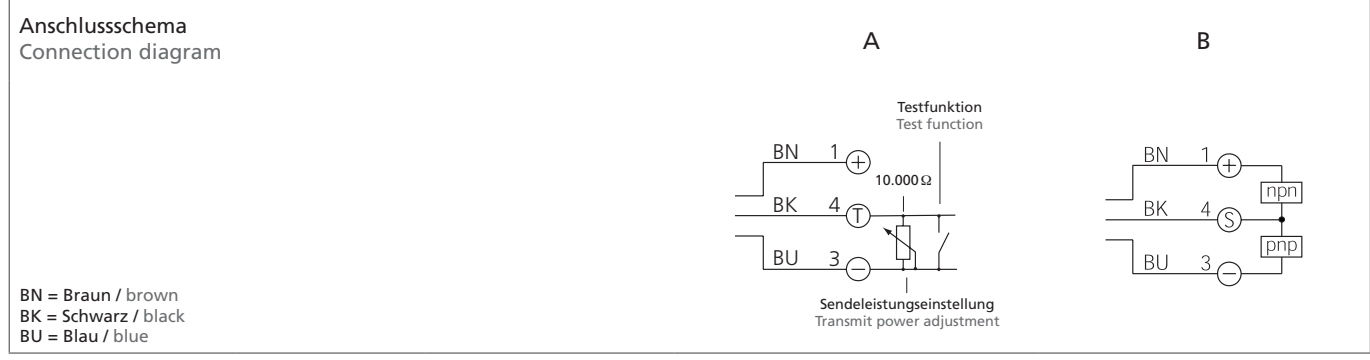 Anschlussschema
Connection diagram
A
B
Testfunktion
Test function
BN 1 +
10.000 Ω
BK 4 T
BU 3 −
Sendeleistungseinstellung
Transmit power adjustment
BN 1 +
npn
BK 4 S
pnp
BU 3 −
BN = Braun / brown
BK = Schwarz / black
BU = Blau / blue